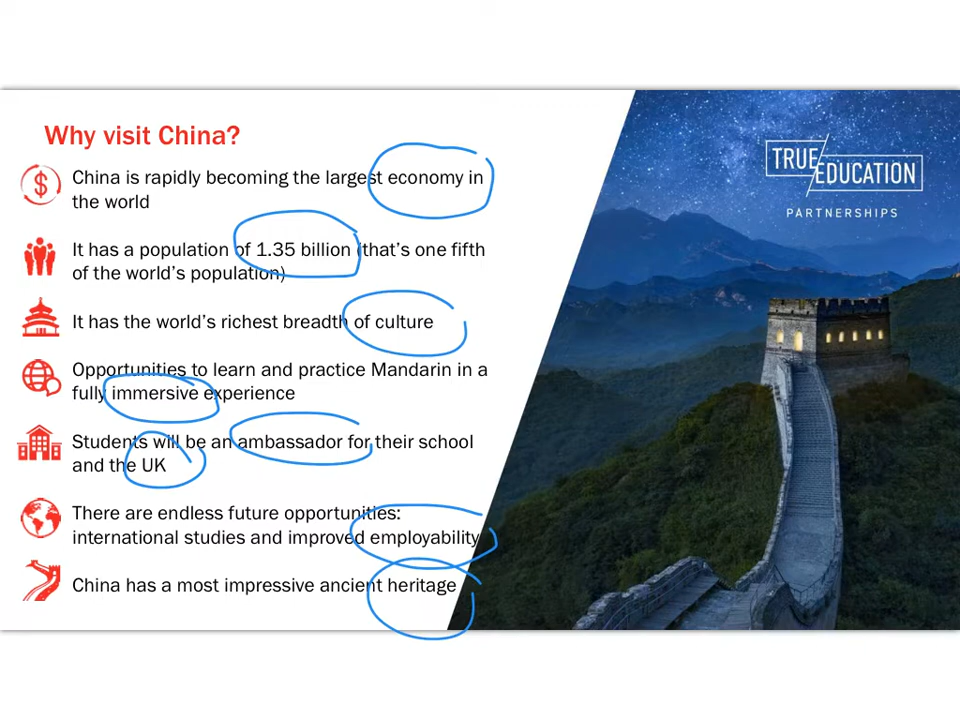 Why visit China?
China is rapidly becoming the largest economy in
the world
It has a population of 1.35 billion (that's one fifth
of the world's population)
It has the world's richest breadth of culture
Opportunities to learn and practice Mandarin in a
fully immersive experience
Students will be an ambassador for their school
and the UK
There are endless future opportunities:
international studies and improved employability
China has a most impressive ancient heritage
TRUE
EDUCATION
PARTNERSHIPS